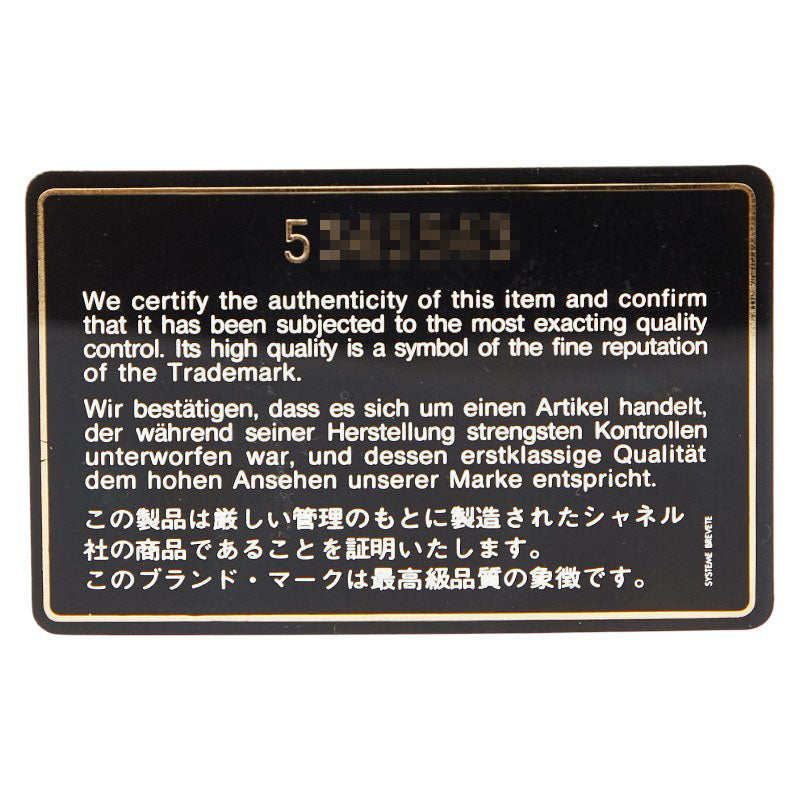 5
We certify the authenticity of this item and confirm
that it has been subjected to the most exacting quality
control. Its high quality is a symbol of the fine reputation
of the Trademark.
Wir bestätigen, dass es sich um einen Artikel handelt,
der während seiner Herstellung strengsten Kontrollen
unterworfen war, und dessen erstklassige Qualität
dem hohen Ansehen unserer Marke entspricht.
この製品は厳しい管理のもとに製造されたシャネル
社の商品であることを証明いたします。
このブランド・マークは最高級品質の象徴です。
SYSTEME BREVETE